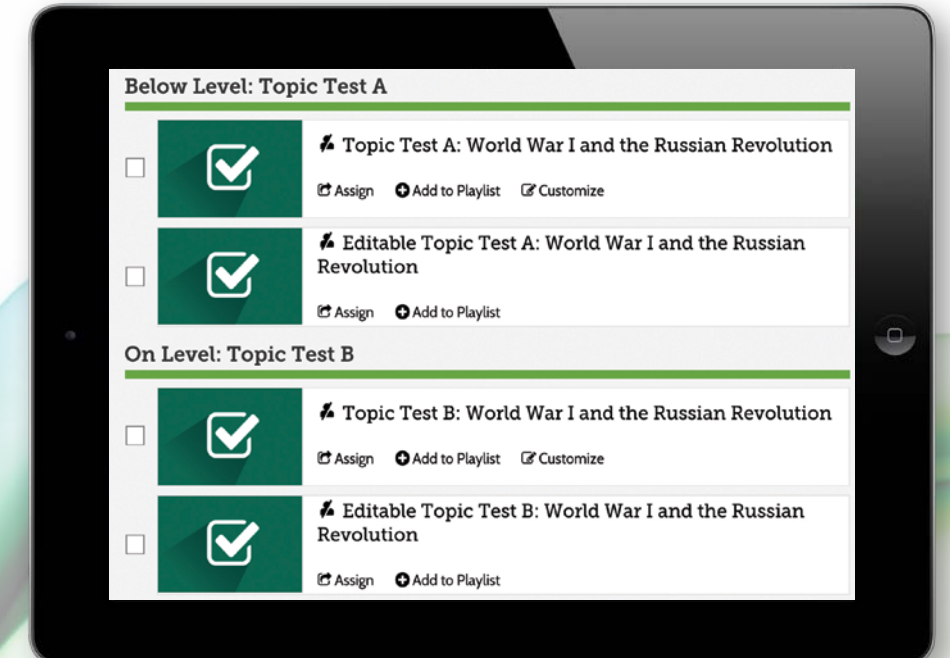 Below Level: Topic Test A
Topic Test A: World War I and the Russian Revolution
Assign Add to Playlist Customize
Editable Topic Test A: World War I and the Russian
Revolution
Assign Add to Playlist
On Level: Topic Test B
Topic Test B: World War I and the Russian Revolution
Assign Add to Playlist Customize
Editable Topic Test B: World War I and the Russian
Revolution
Assign Add to Playlist